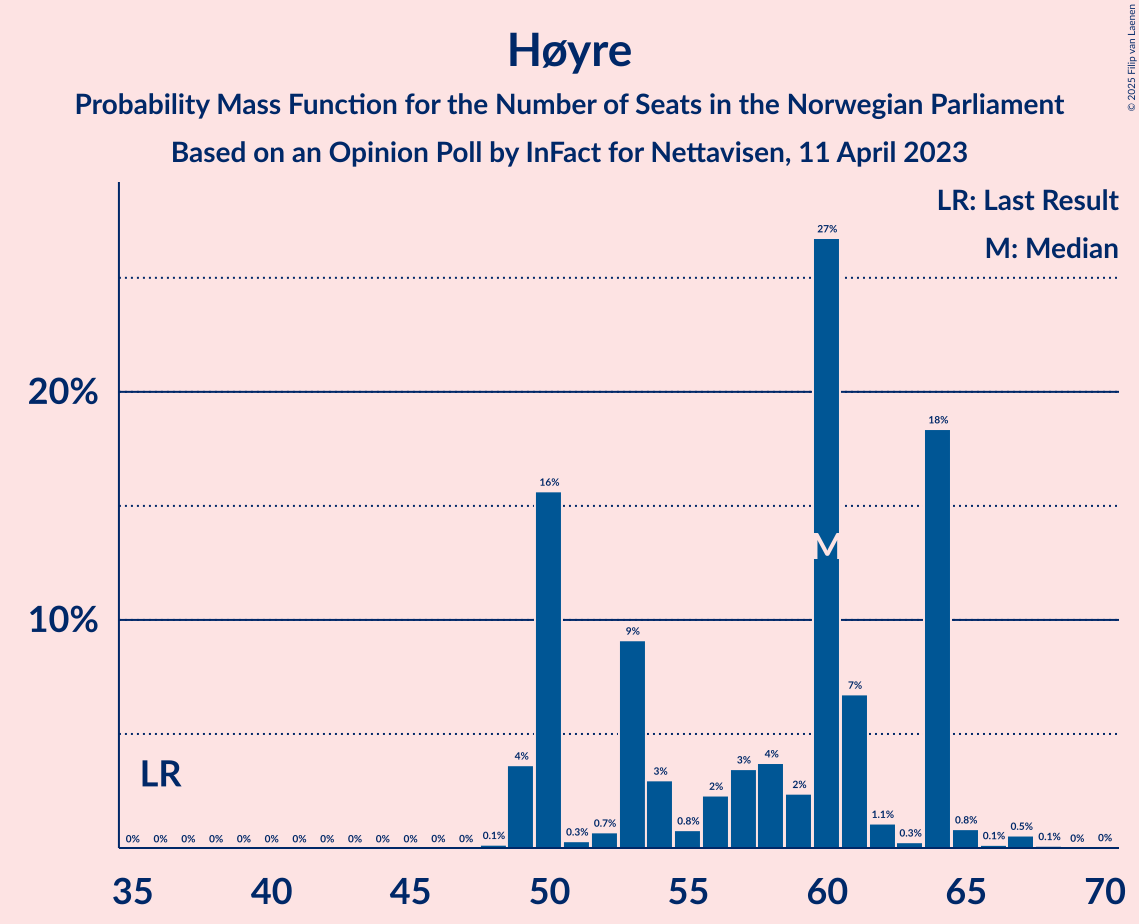 Høyre
Probability Mass Function for the Number of Seats in the Norwegian Parliament
Based on an Opinion Poll by InFact for Nettavisen, 11 April 2023
© 2025 Filip van Laenen
LR: Last Result
M: Median
27%
20%
18%
16%
M
10%
9%
7%
LR
4%
3%
3%
4%
2%
2%
0% 0% 0% 0% 0% 0% 0% 0% 0% 0% 0% 0% 0% 0.1% 0.3% 0.7% 0.8% 1.1% 0.3% 0.8% 0.1% 0.5% 0.1% 0% 0%
35 40 45 50 55 60 65 70